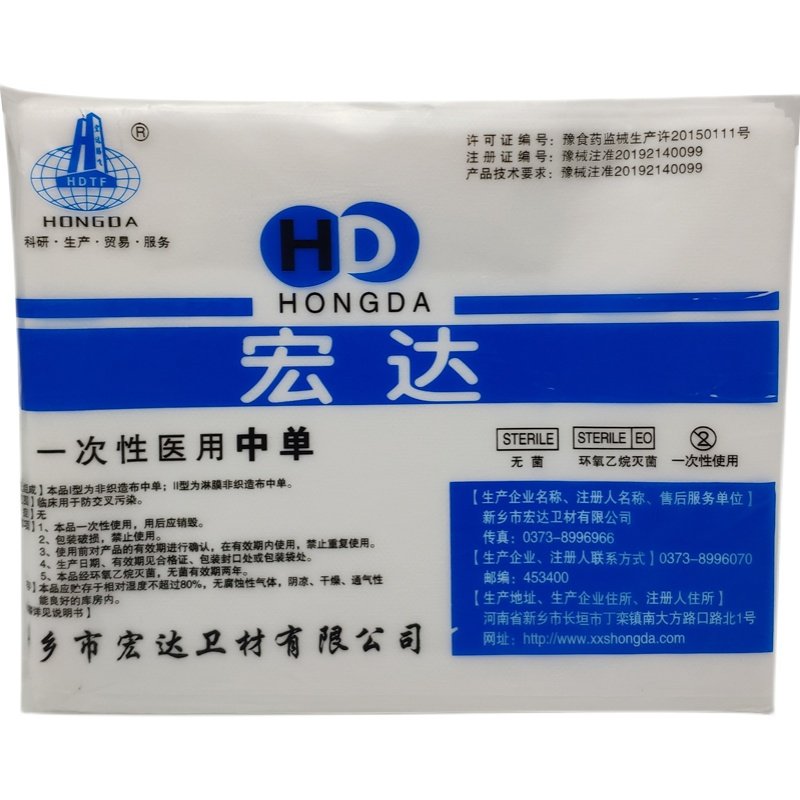 宏达卫材
HDTF
®
HONGDA
科研·生产·贸易·服务
许可证编号：豫食药监械生产许20150111号
注册证编号：豫械注准20192140099
产品技术要求：豫械注准20192140099
HD
HONGDA
宏达
一次性医用中单
STERILE
无菌
STERILE EO
环氧乙烷灭菌
2
一次性使用
成】本品I型为非织造布中单；II型为淋膜非织造布中单。
】临床用于防交叉污染。
】无
】1、本品一次性使用，用后应销毁。
2、包装破损，禁止使用。
3、使用前对产品的有效期进行确认，在有效期内使用，禁止重复使用。
4、生产日期、有效期见合格证、包装封口处或包装袋处。
5、本品经环氧乙烷灭菌，无菌有效期两年。
】本品应贮存于相对湿度不超过80%，无腐蚀性气体，阴凉、干燥、通气性
能良好的库房内。
详见说明书】
乡市宏达卫材有限公司
【生产企业名称、注册人名称、售后服务单位】
新乡市宏达卫材有限公司
传真：0373-8996966
【生产企业、注册人联系方式】0373-8996070
邮编：453400
【生产地址、生产企业住所、注册人住所】
河南省新乡市长垣市丁栾镇南大方路口路北1号
网址：http://www.xxshongda.com